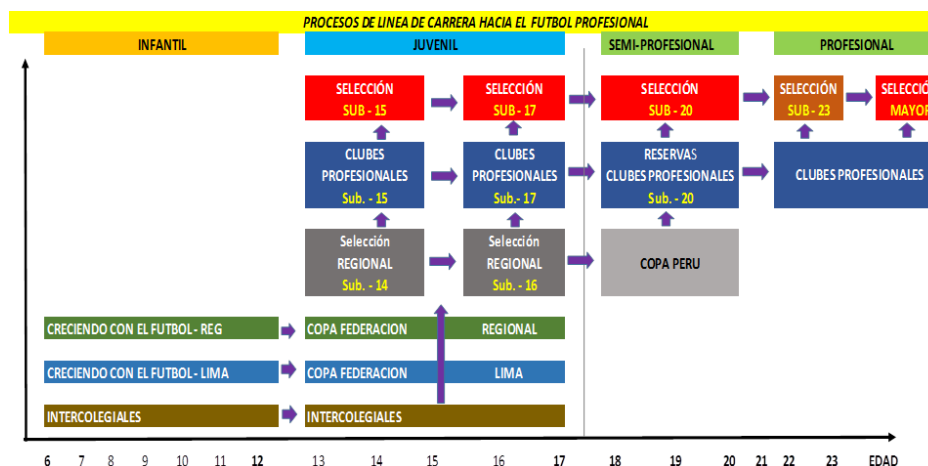 PROCESOS DE LINEA DE CARRERA HACIA EL FUTBOL PROFESIONAL
INFANTIL
JUVENIL
SEMI-PROFESIONAL
PROFESIONAL
SELECCIÓN
SUB - 15
SELECCIÓN
SUB - 17
SELECCIÓN
SUB - 20
SELECCIÓN
SUB - 23
SELECCIÓN
MAYOR
CLUBES
PROFESIONALES
Sub. - 15
CLUBES
PROFESIONALES
Sub. - 17
RESERVAS
CLUBES PROFESIONALES
Sub. - 20
CLUBES PROFESIONALES
Selección
REGIONAL
Sub. - 14
Selección
REGIONAL
Sub. - 16
COPA PERU
CRECIENDO CON EL FUTBOL - REG
COPA FEDERACION REGIONAL
CRECIENDO CON EL FUTBOL - LIMA
COPA FEDERACION LIMA
INTERCOLEGIALES
INTERCOLEGIALES
6 7 8 9 10 11 12 13 14 15 16 17 18 19 20 21 22 23 EDAD